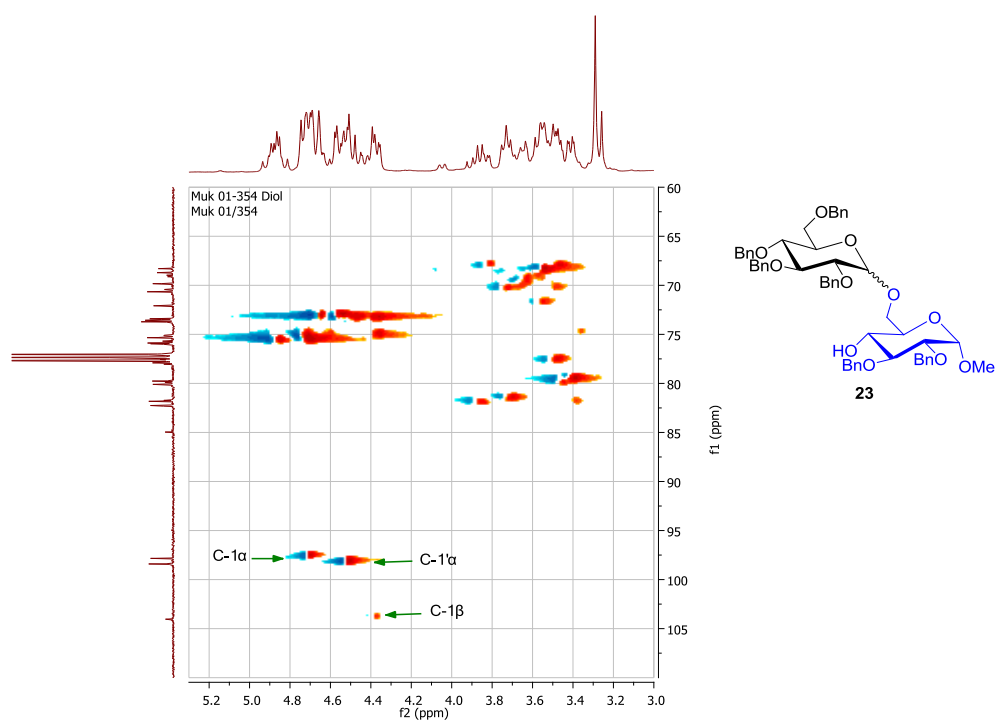 Muk 01-354 Diol
Muk 01/354
60
65
70
75
80
85
90
95
100
105
f1 (ppm)
C-1α
C-1'α
C-1β
5.2 5.0 4.8 4.6 4.4 4.2 4.0 3.8 3.6 3.4 3.2 3.0
f2 (ppm)
OBn
O
BnO
BnO
BnO
O
O
HO
BnO
BnO
OMe
23